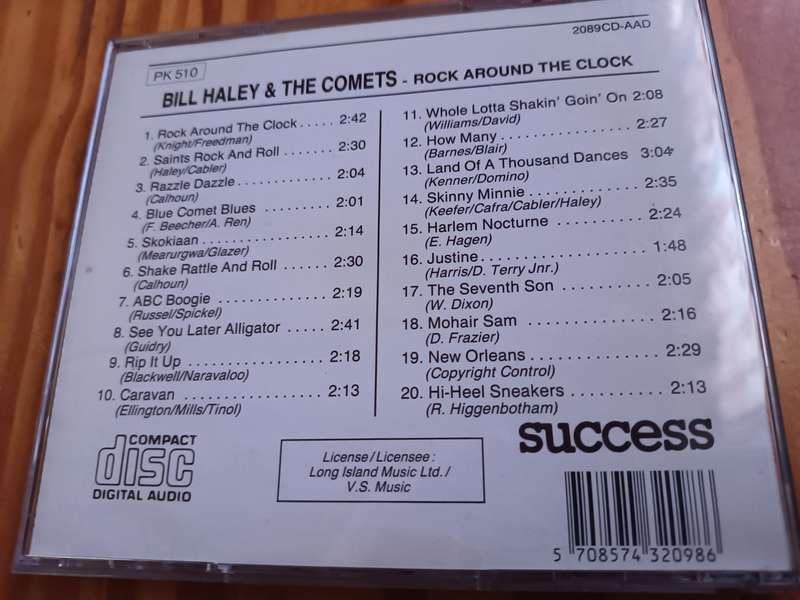 2089CD-AAD
PK 510
BILL HALEY & THE COMETS - ROCK AROUND THE CLOCK
1. Rock Around The Clock ..... 2:42
(Knight/Freedman)
2. Saints Rock And Roll ....... 2:30
(Haley/Cabler)
3. Razzle Dazzle ............... 2:04
(Calhoun)
4. Blue Comet Blues .......... 2:01
(F. Beecher/A. Ren)
5. Skokiaan .................... 2:14
(Mearurgwa/Glazer)
6. Shake Rattle And Roll ...... 2:30
(Calhoun)
7. ABC Boogie ................. 2:19
(Russel/Spickel)
8. See You Later Alligator ..... 2:41
(Guidry)
9. Rip It Up .................... 2:18
(Blackwell/Naravaloo)
10. Caravan .................... 2:13
(Ellington/Mills/Tinol)
11. Whole Lotta Shakin' Goin' On 2:08
(Williams/David)
12. How Many ................. 2:27
(Barnes/Blair)
13. Land Of A Thousand Dances 3:04
(Kenner/Domino)
14. Skinny Minnie .............. 2:35
(Keefer/Cafra/Cabler/Haley)
15. Harlem Nocturne .......... 2:24
(E. Hagen)
16. Justine ..................... 1:48
(Harris/D. Terry Jnr.)
17. The Seventh Son .......... 2:05
(W. Dixon)
18. Mohair Sam ............... 2:16
(D. Frazier)
19. New Orleans ............... 2:29
(Copyright Control)
20. Hi-Heel Sneakers .......... 2:13
(R. Higgenbotham)
COMPACT
disc
DIGITAL AUDIO
License/Licensee:
Long Island Music Ltd./
V.S. Music
success
5 708574 320986